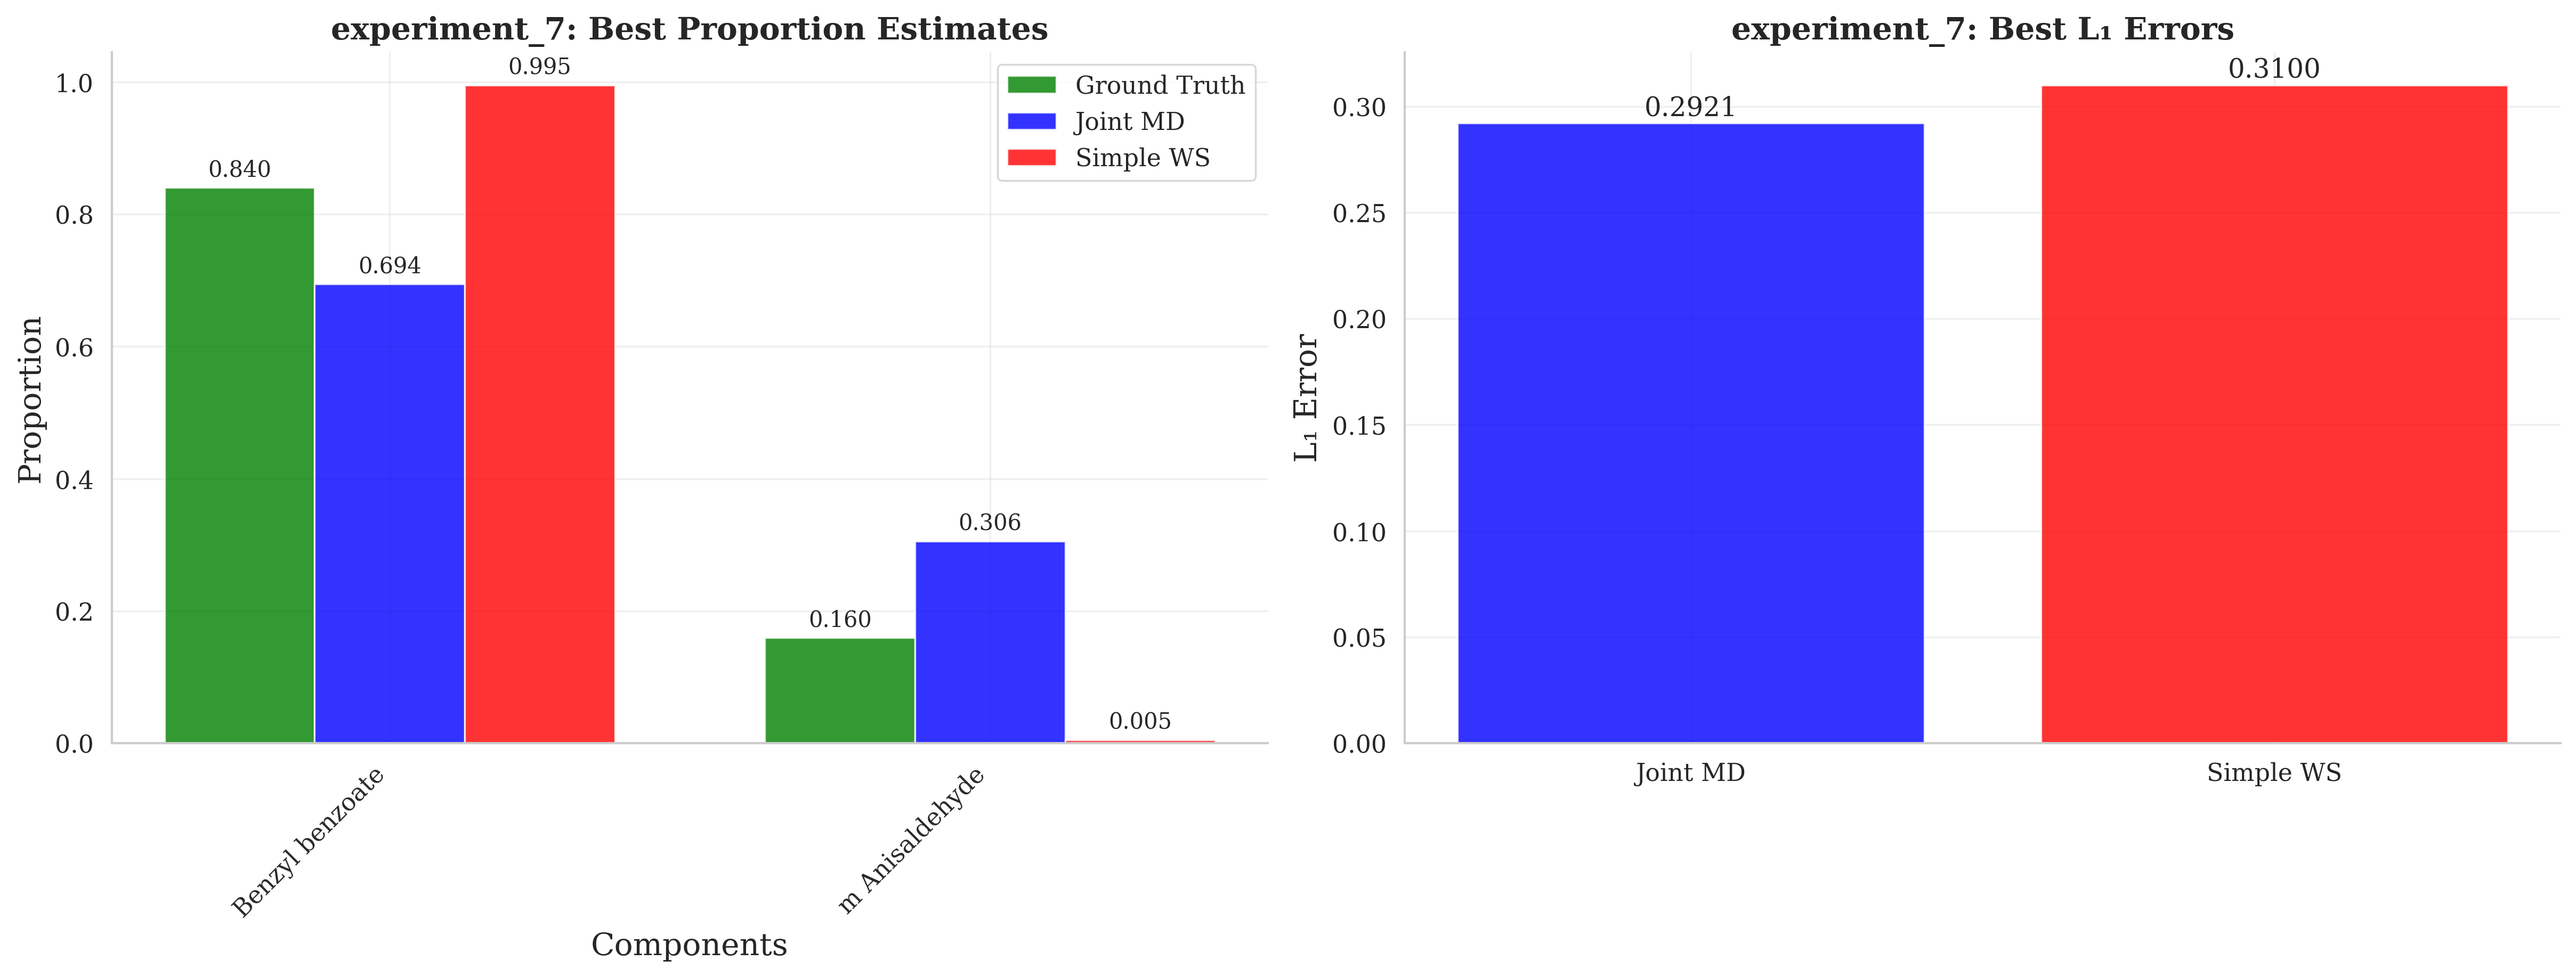 experiment_7: Best Proportion Estimates
Proportion
1.0
0.8
0.6
0.4
0.2
0.0
0.840
0.694
0.995
0.160
0.306
0.005
Ground Truth
Joint MD
Simple WS
Benzyl benzoate
m Anisaldehyde
Components
experiment_7: Best L₁ Errors
L₁ Error
0.30
0.25
0.20
0.15
0.10
0.05
0.00
0.2921
0.3100
Joint MD
Simple WS